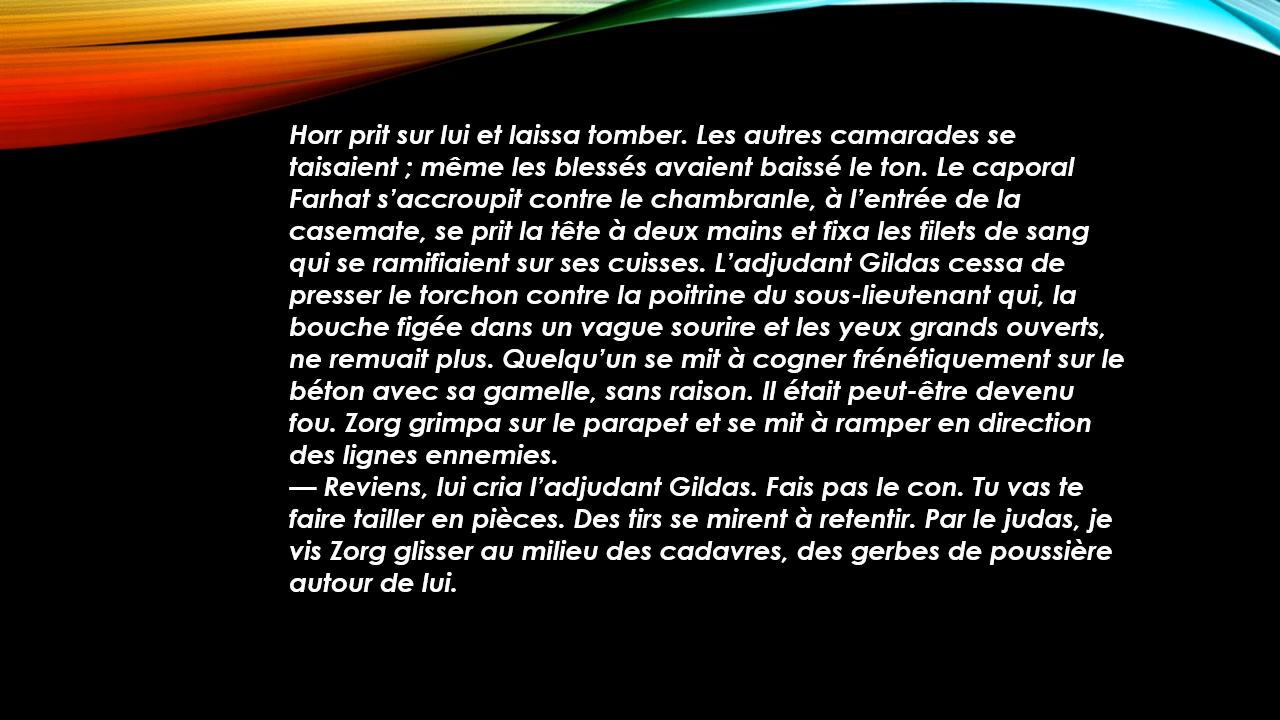 Horr prit sur lui et laissa tomber. Les autres camarades se
taisaient ; même les blessés avaient baissé le ton. Le caporal
Farhat s’accroupit contre le chambranle, à l’entrée de la
casemate, se prit la tête à deux mains et fixa les filets de sang
qui se ramifiaient sur ses cuisses. L’adjudant Gildas cessa de
presser le torchon contre la poitrine du sous-lieutenant qui, la
bouche figée dans un vague sourire et les yeux grands ouverts,
ne remuait plus. Quelqu’un se mit à cogner frénétiquement sur le
béton avec sa gamelle, sans raison. Il était peut-être devenu
fou. Zorg grimpa sur le parapet et se mit à ramper en direction
des lignes ennemies.
— Reviens, lui cria l’adjudant Gildas. Fais pas le con. Tu vas te
faire tailler en pièces. Des tirs se mirent à retentir. Par le judas, je
vis Zorg glisser au milieu des cadavres, des gerbes de poussière
autour de lui.